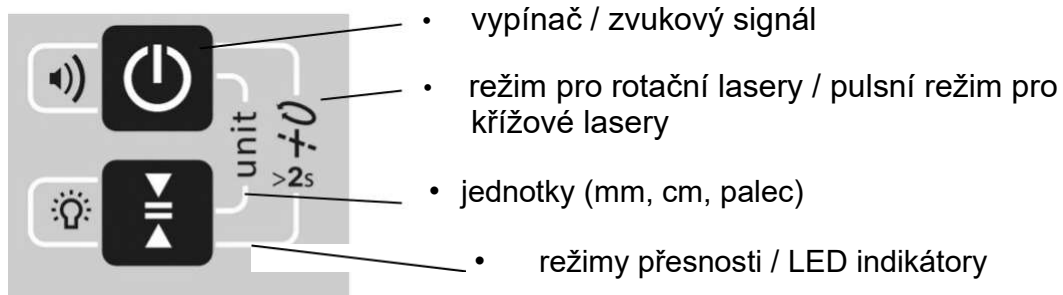 • vypínač / zvukový signál
• režim pro rotační lasery / pulsní režim pro
křížové lasery
unit
>2s
• jednotky (mm, cm, palec)
• režimy přesnosti / LED indikátory